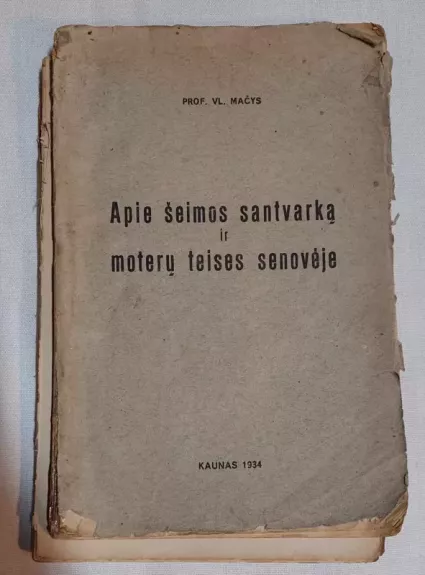 PROF. VL. MAČYS
Apie šeimos santvarką
ir
moterų teises senovėje
KAUNAS 1934